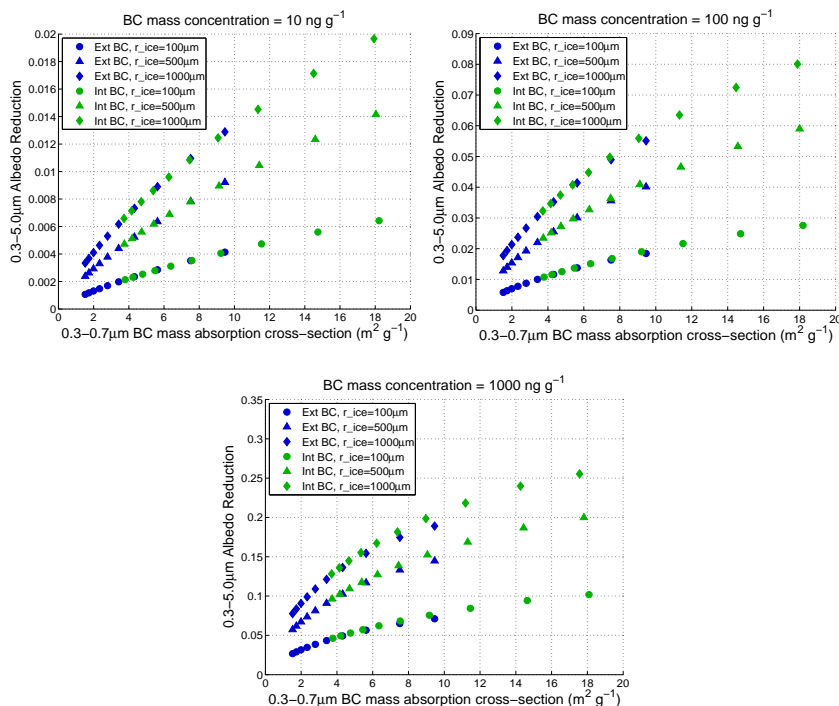 BC mass concentration = 10 ng g⁻¹
0.02
0.018
0.016
0.014
0.012
0.01
0.008
0.006
0.004
0.002
0
0.3−5.0μm Albedo Reduction
Ext BC, r_ice=100μm
Ext BC, r_ice=500μm
Ext BC, r_ice=1000μm
Int BC, r_ice=100μm
Int BC, r_ice=500μm
Int BC, r_ice=1000μm
0 2 4 6 8 10 12 14 16 18 20
0.3−0.7μm BC mass absorption cross−section (m² g⁻¹)
BC mass concentration = 100 ng g⁻¹
0.09
0.08
0.07
0.06
0.05
0.04
0.03
0.02
0.01
0
0.3−5.0μm Albedo Reduction
Ext BC, r_ice=100μm
Ext BC, r_ice=500μm
Ext BC, r_ice=1000μm
Int BC, r_ice=100μm
Int BC, r_ice=500μm
Int BC, r_ice=1000μm
0 2 4 6 8 10 12 14 16 18 20
0.3−0.7μm BC mass absorption cross−section (m² g⁻¹)
BC mass concentration = 1000 ng g⁻¹
0.35
0.3
0.25
0.2
0.15
0.1
0.05
0
0.3−5.0μm Albedo Reduction
Ext BC, r_ice=100μm
Ext BC, r_ice=500μm
Ext BC, r_ice=1000μm
Int BC, r_ice=100μm
Int BC, r_ice=500μm
Int BC, r_ice=1000μm
0 2 4 6 8 10 12 14 16 18 20
0.3−0.7μm BC mass absorption cross−section (m² g⁻¹)